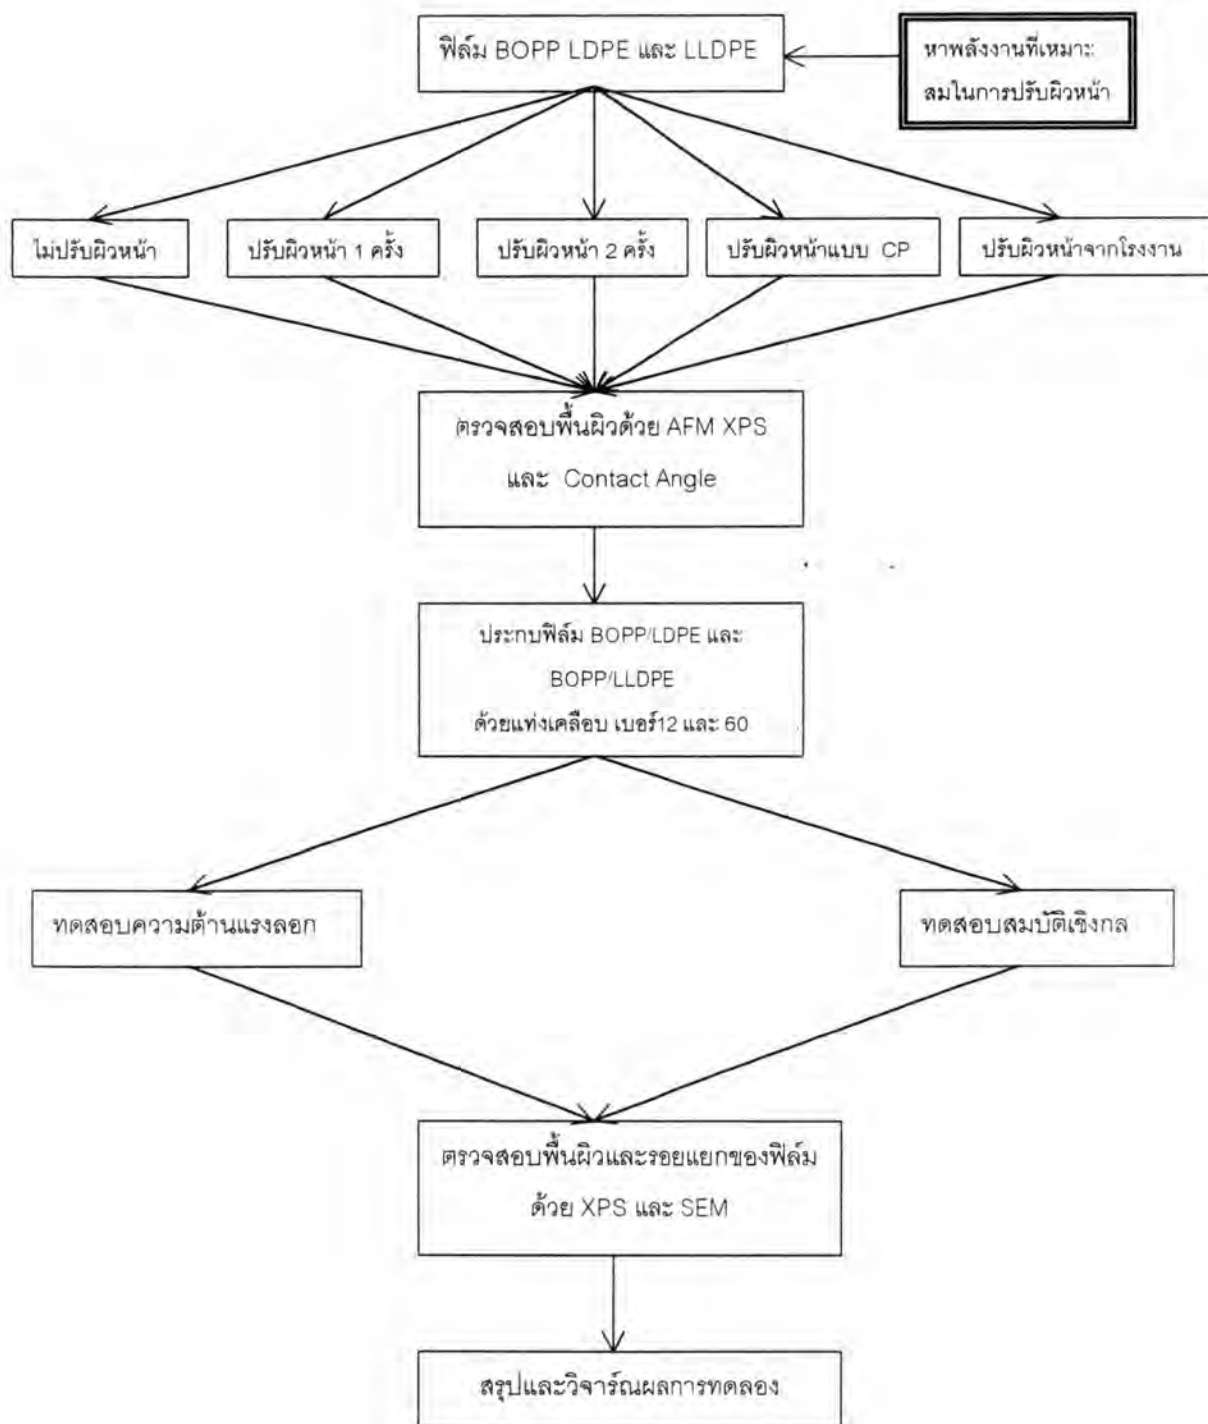 ฟิล์ม BOPP LDPE และ LLDPE
หาพลังงานที่เหมาะ
สมในการปรับผิวหน้า
ไม่ปรับผิวหน้า
ปรับผิวหน้า 1 ครั้ง
ปรับผิวหน้า 2 ครั้ง
ปรับผิวหน้าแบบ CP
ปรับผิวหน้าจากโรงงาน
ตรวจสอบพื้นผิวด้วย AFM XPS
และ Contact Angle
ประกบฟิล์ม BOPP/LDPE และ
BOPP/LLDPE
ด้วยแท่งเคลือบ เบอร์12 และ 60
ทดสอบความต้านแรงลอก
ทดสอบสมบัติเชิงกล
ตรวจสอบพื้นผิวและรอยแยกของฟิล์ม
ด้วย XPS และ SEM
สรุปและวิจาร์ณผลการทดลอง